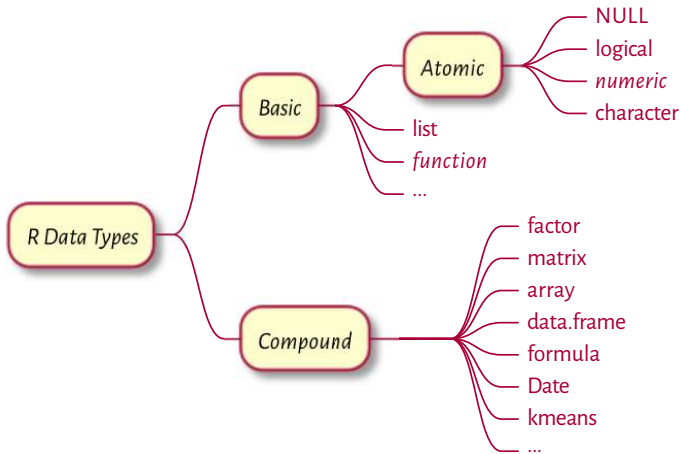 R Data Types
Basic
Atomic
NULL
logical
numeric
character
list
function
...
Compound
factor
matrix
array
data.frame
formula
Date
kmeans
...